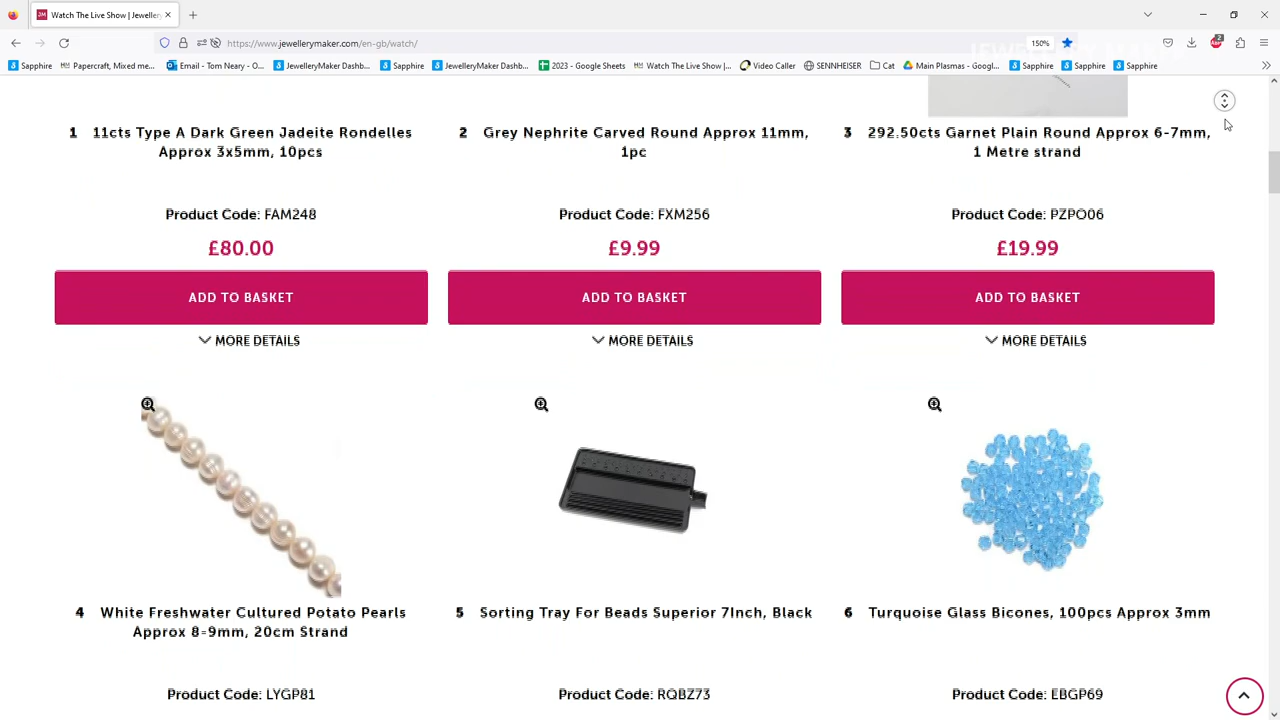 Watch The Live Show | Jeweller
https://www.jewellerymaker.com/en-gb/watch/
150%
2
Sapphire
Papercraft, Mixed me...
Email - Tom Neary - O...
JewelleryMaker Dashb...
Sapphire
JewelleryMaker Dashb...
2023 - Google Sheets
Watch The Live Show |...
Video Caller
SENNHEISER
Cat
Main Plasmas - Googl...
Sapphire
Sapphire
Sapphire
1 11cts Type A Dark Green Jadeite Rondelles
Approx 3x5mm, 10pcs
2 Grey Nephrite Carved Round Approx 11mm,
1pc
3 292.50cts Garnet Plain Round Approx 6-7mm,
1 Metre strand
Product Code: FAM248
Product Code: FXM256
Product Code: PZPO06
£80.00
£9.99
£19.99
ADD TO BASKET
ADD TO BASKET
ADD TO BASKET
MORE DETAILS
MORE DETAILS
MORE DETAILS
4 White Freshwater Cultured Potato Pearls
Approx 8-9mm, 20cm Strand
5 Sorting Tray For Beads Superior 7Inch, Black
6 Turquoise Glass Bicones, 100pcs Approx 3mm
Product Code: LYGP81
Product Code: RQBZ73
Product Code: EBGP69